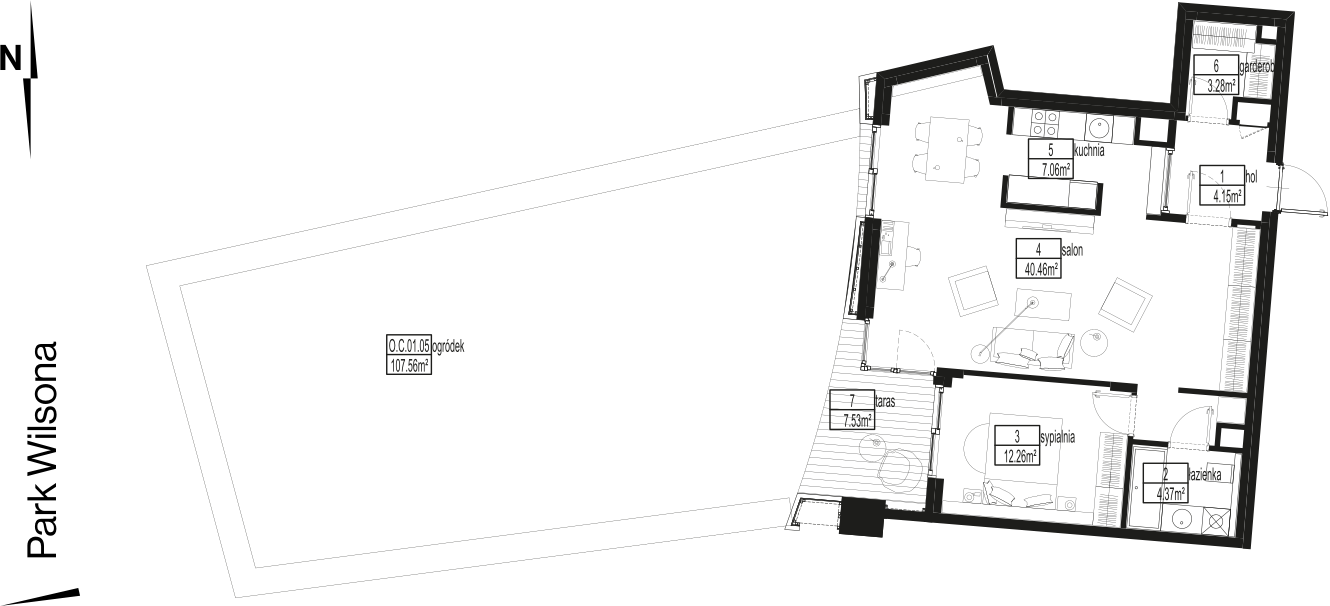 N
6 garderob
3.28m²
5 kuchnia
7.06m²
1 hol
4.15m²
4 salon
40.46m²
O.C.01.05 ogródek
107.56m²
7 taras
7.53m²
3 sypialnia
12.26m²
2 łazienka
4.37m²
Park Wilsona